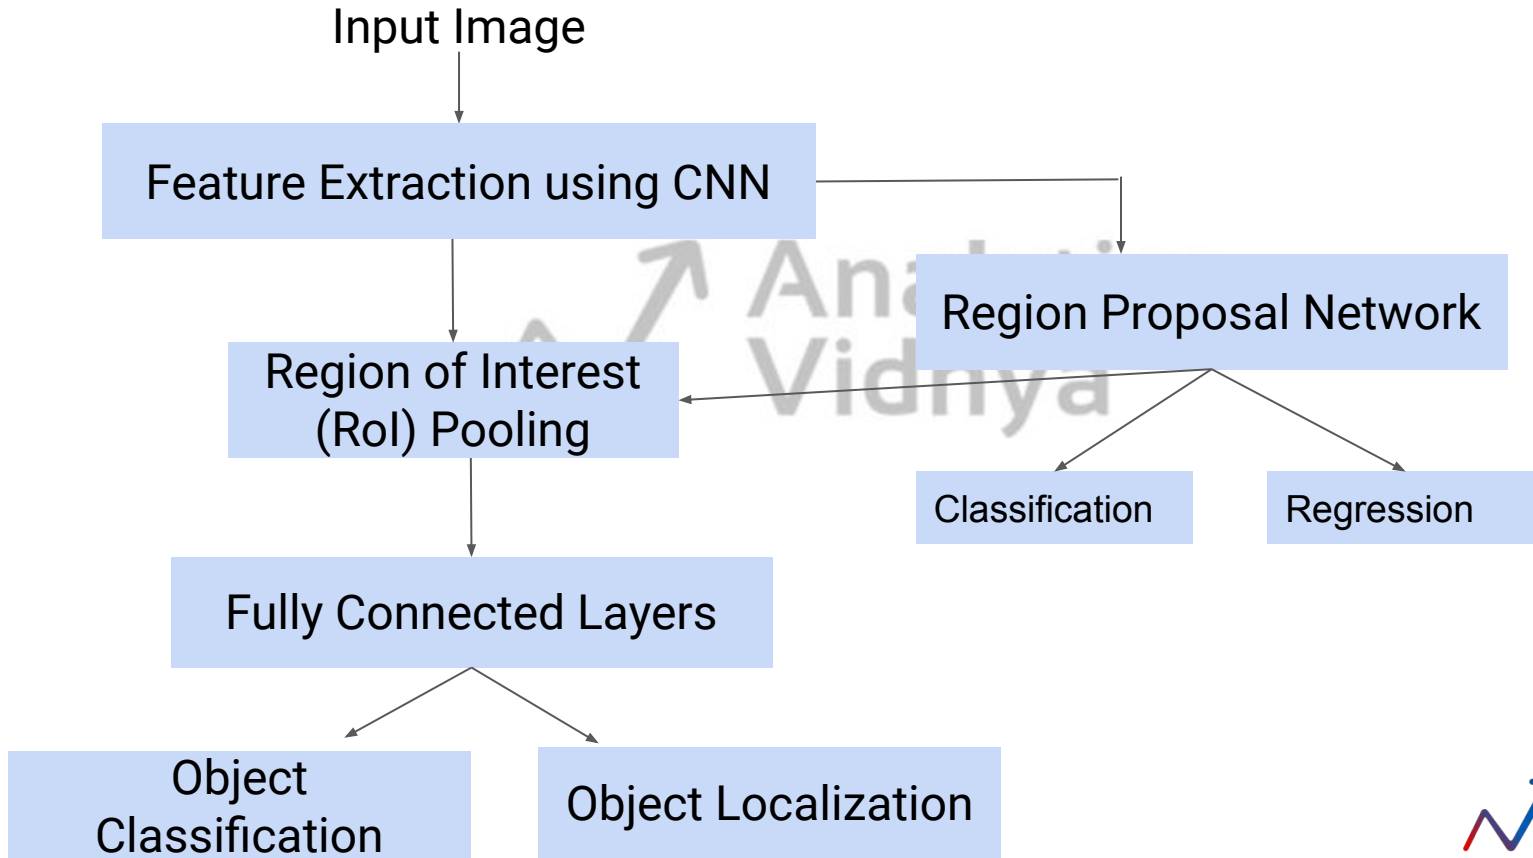 Input Image
Feature Extraction using CNN
Region Proposal Network
Region of Interest
(RoI) Pooling
Classification
Regression
Fully Connected Layers
Object
Classification
Object Localization
Vidhya